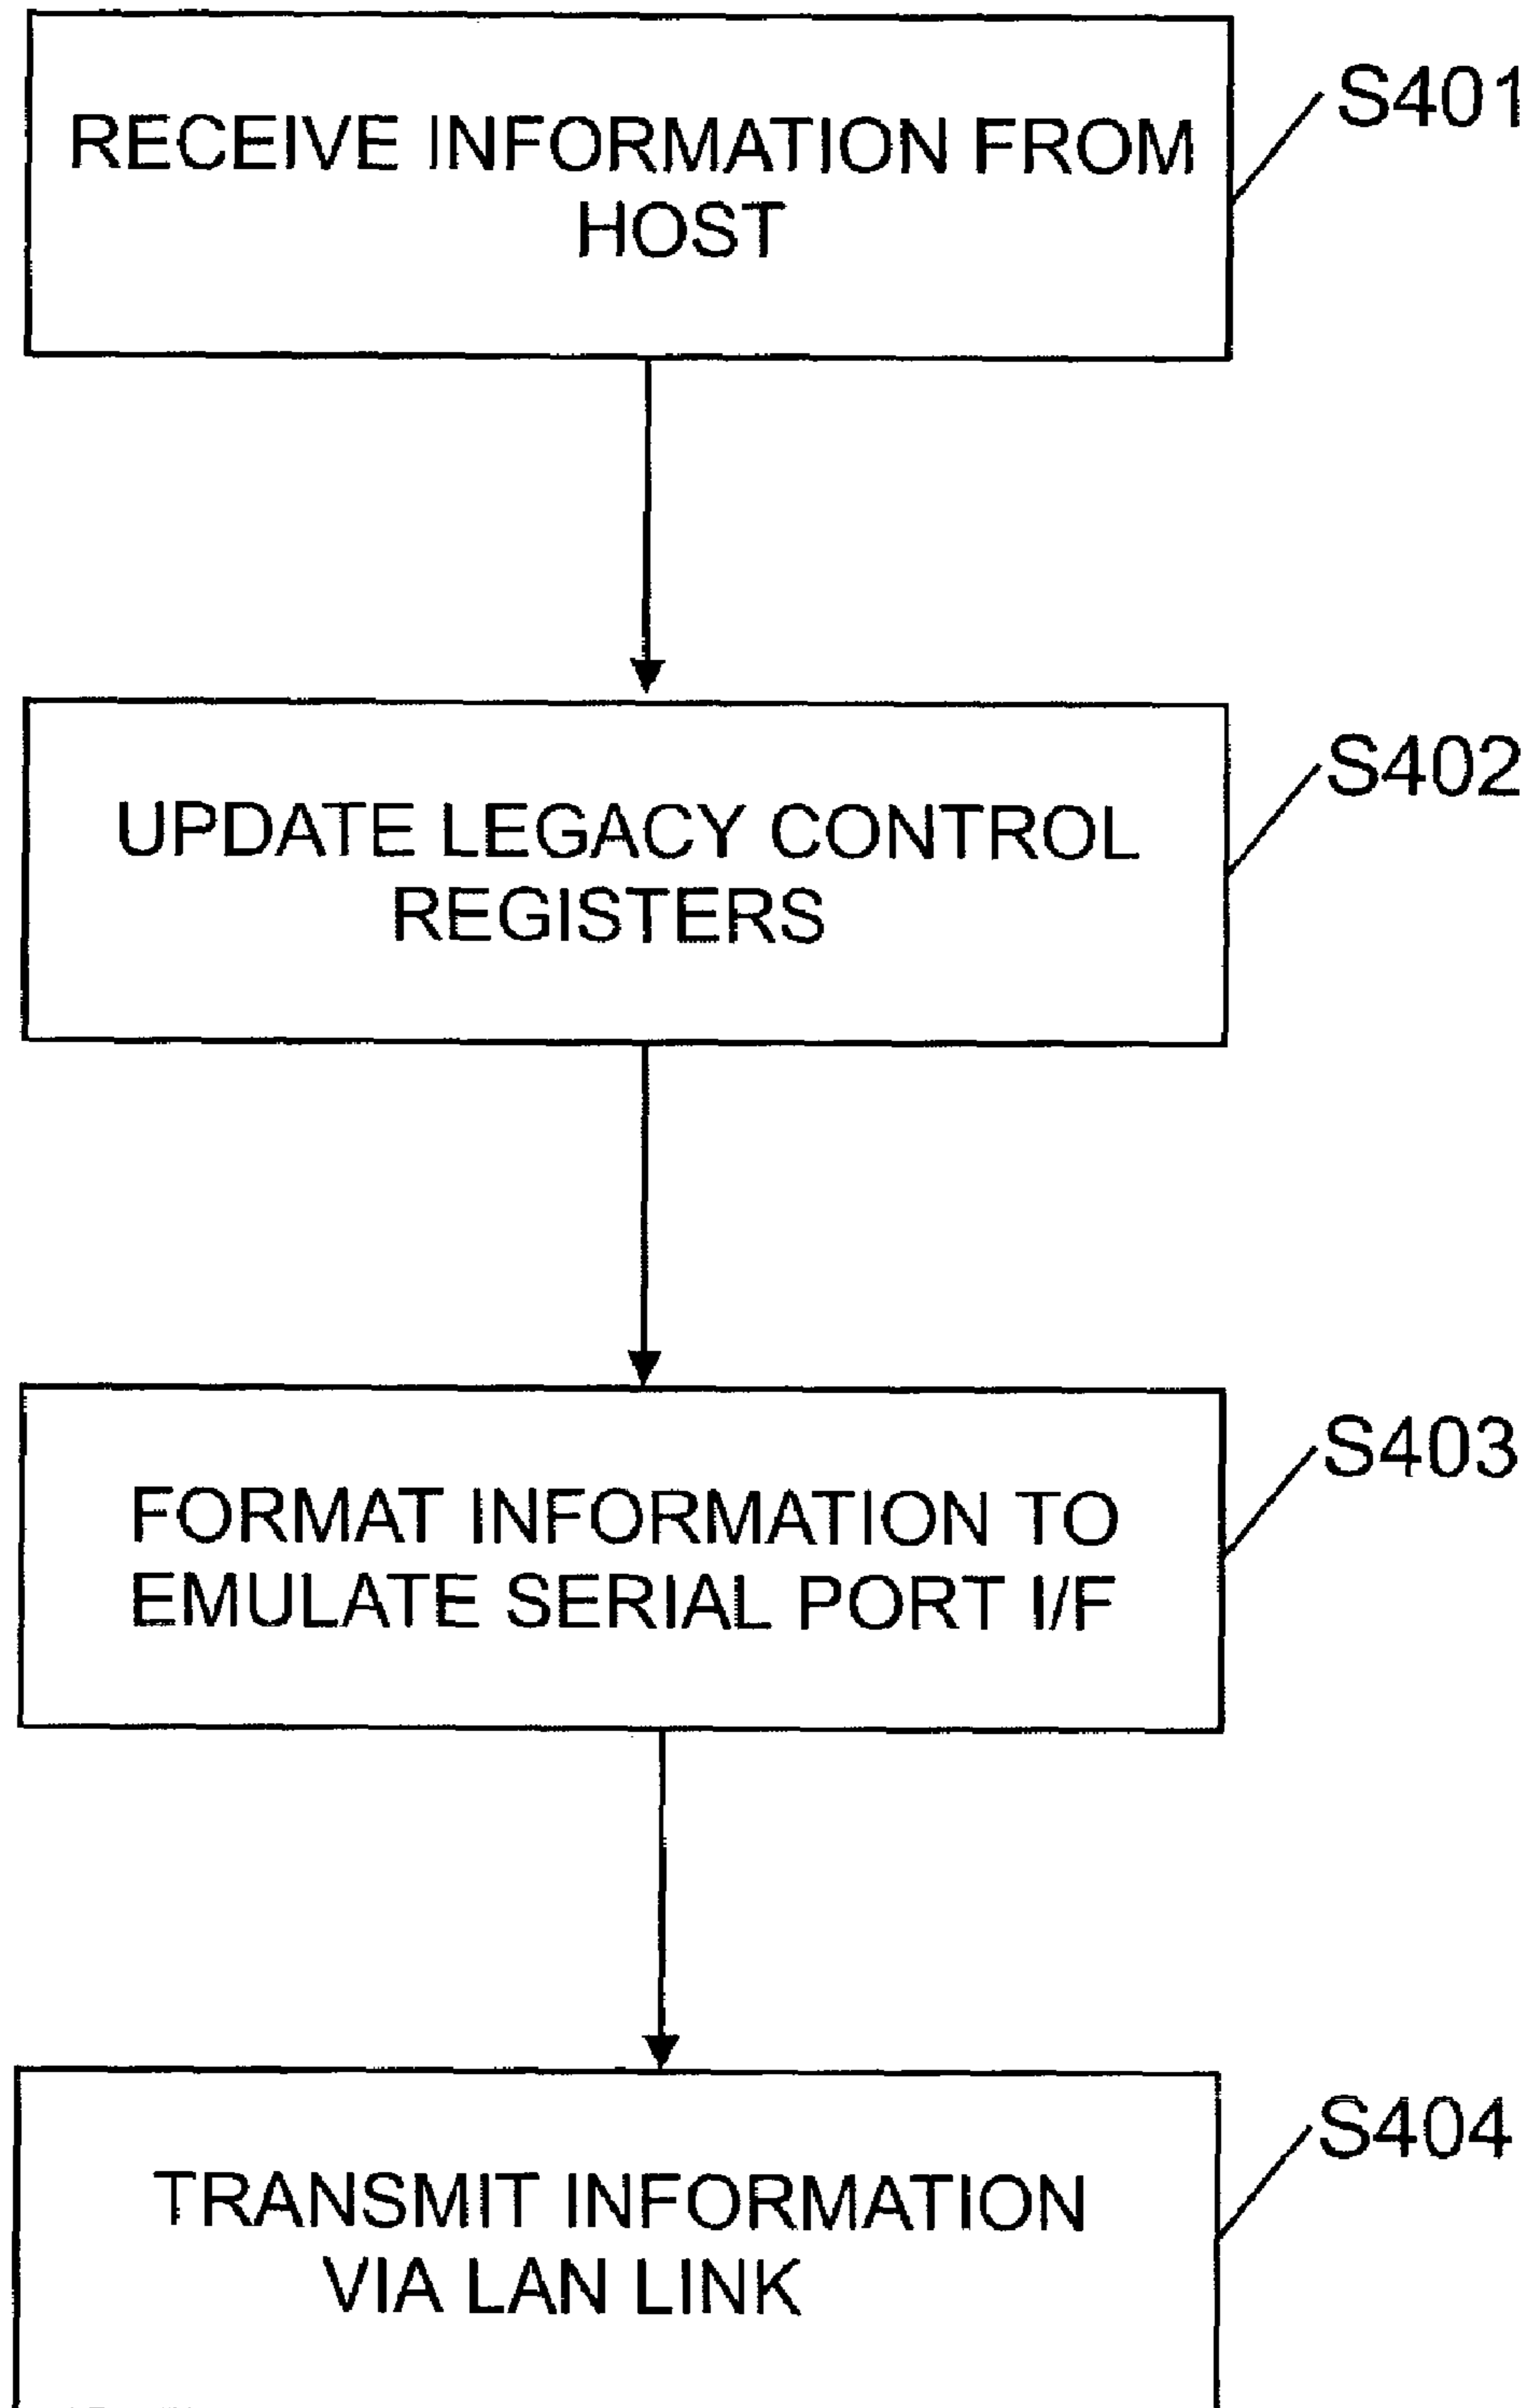 RECEIVE INFORMATION FROM
HOST
S401
UPDATE LEGACY CONTROL
REGISTERS
S402
FORMAT INFORMATION TO
EMULATE SERIAL PORT I/F
S403
TRANSMIT INFORMATION
VIA LAN LINK
S404